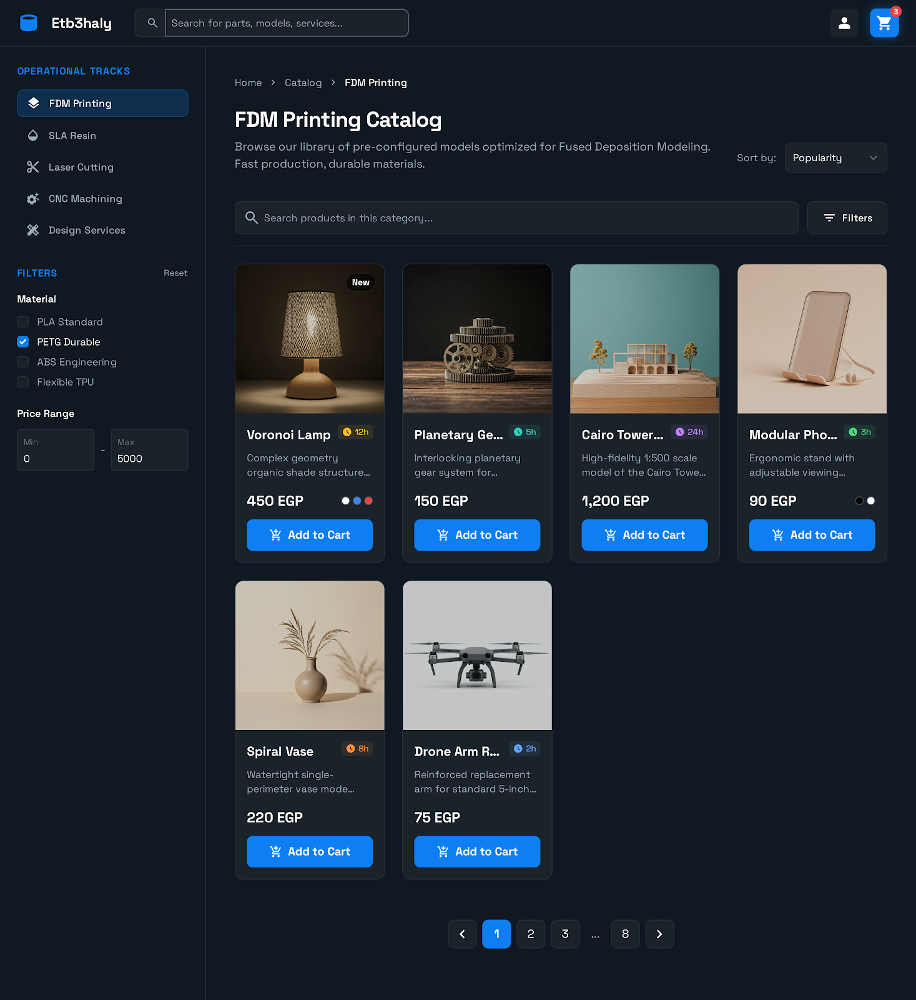 Etb3haly
Search for parts, models, services...
3
OPERATIONAL TRACKS
FDM Printing
SLA Resin
Laser Cutting
CNC Machining
Design Services
FILTERS
Reset
Material
PLA Standard
PETG Durable
ABS Engineering
Flexible TPU
Price Range
Min
0
-
Max
5000
Home > Catalog > FDM Printing
FDM Printing Catalog
Browse our library of pre-configured models optimized for Fused Deposition Modeling.
Fast production, durable materials.
Sort by:
Popularity
Search products in this category...
Filters
New
Voronoi Lamp
12h
Complex geometry
organic shade structure...
450 EGP
Add to Cart
Planetary Ge...
5h
Interlocking planetary
gear system for...
150 EGP
Add to Cart
Cairo Tower...
24h
High-fidelity 1:500 scale
model of the Cairo Towe...
1,200 EGP
Add to Cart
Modular Pho...
3h
Ergonomic stand with
adjustable viewing...
90 EGP
Add to Cart
Spiral Vase
8h
Watertight single-
perimeter vase mode...
220 EGP
Add to Cart
Drone Arm R...
2h
Reinforced replacement
arm for standard 5-inch...
75 EGP
Add to Cart
1 2 3 ... 8